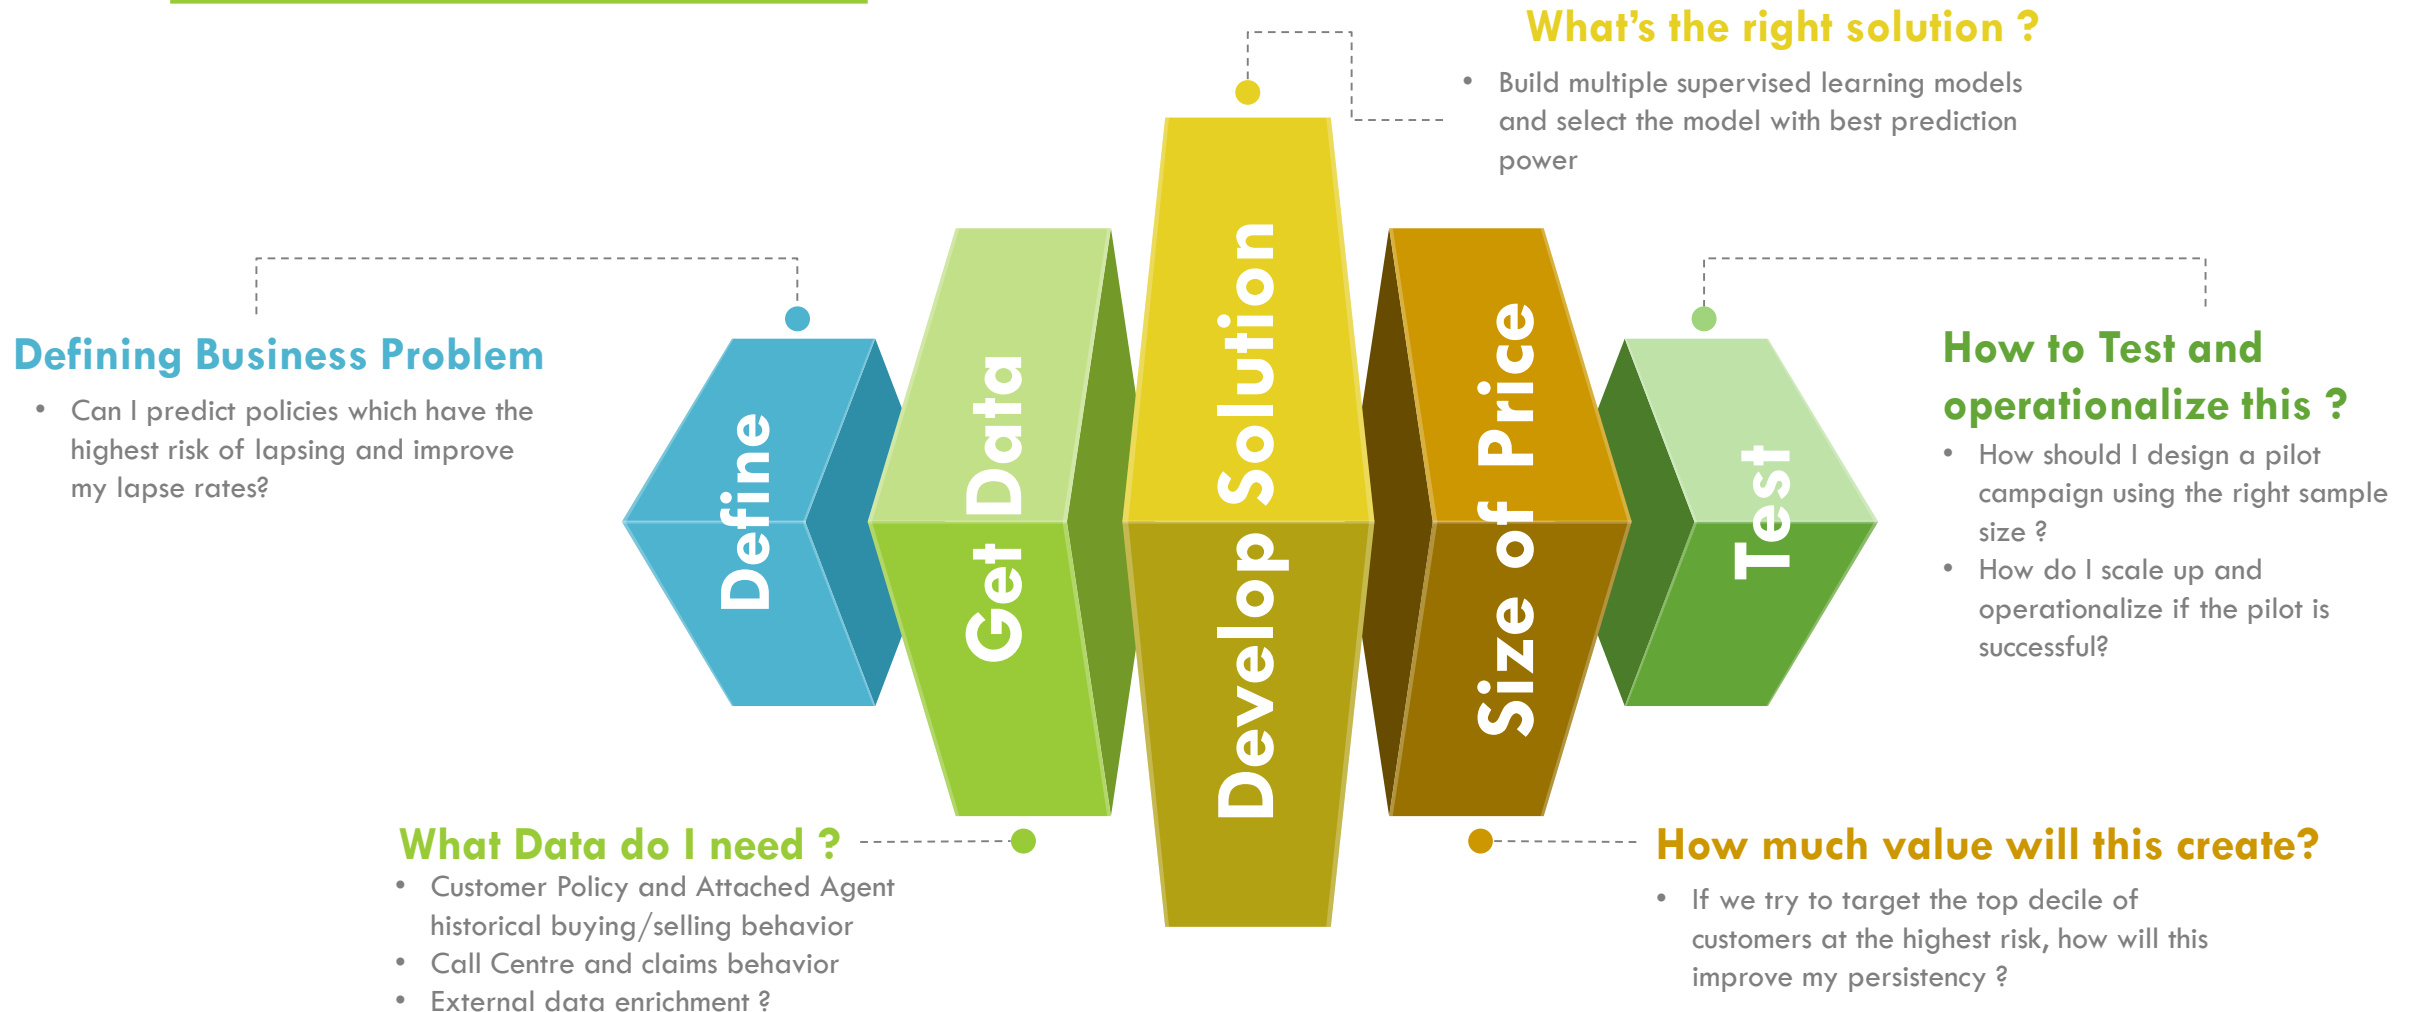 What's the right solution ?
• Build multiple supervised learning models
and select the model with best prediction
power
Defining Business Problem
• Can I predict policies which have the
highest risk of lapsing and improve
my lapse rates?
Define
Get Data
Develop Solution
Size of Price
Test
How to Test and
operationalize this ?
• How should I design a pilot
campaign using the right sample
size ?
• How do I scale up and
operationalize if the pilot is
successful?
What Data do I need ?
• Customer Policy and Attached Agent
historical buying/selling behavior
• Call Centre and claims behavior
• External data enrichment ?
How much value will this create?
• If we try to target the top decile of
customers at the highest risk, how will this
improve my persistency ?